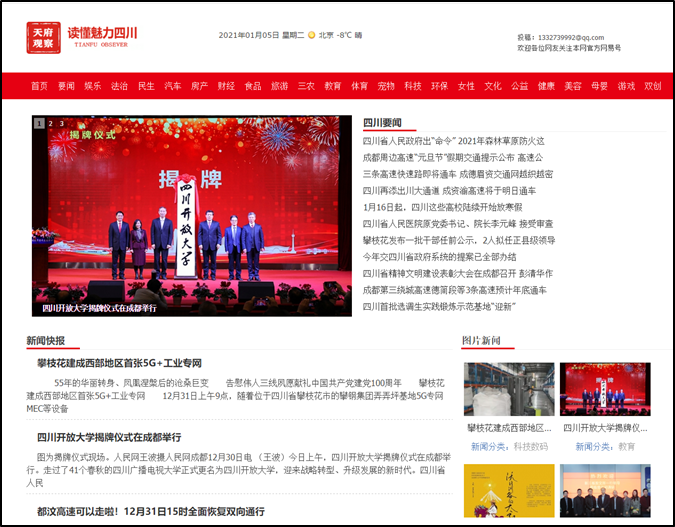 天府观察
读懂魅力四川
TIANFU OBSEVER
2021年01月05日 星期二 北京 -8℃ 晴
投稿：1332739992@qq.com
欢迎各位网友关注本网官方网易号
首页 要闻 娱乐 法治 民生 汽车 房产 财经 食品 旅游 三农 教育 体育 宠物 科技 环保 女性 文化 公益 健康 美容 母婴 游戏 双创
1 2 3
揭牌仪式
揭 牌
四川开放大学
四川开放大学揭牌仪式在成都举行
四川要闻
四川省人民政府出“命令” 2021年森林草原防火这
成都周边高速“元旦节”假期交通提示公布 高速公
三条高速快速路即将通车 成德眉资交通网越织越密
四川再添出川大通道 成资渝高速将于明日通车
1月16日起，四川这些高校陆续开始放寒假
四川省人民医院原党委书记、院长李元峰 接受审查
攀枝花发布一批干部任前公示，2人拟任正县级领导
今年交四川省政府系统的提案已全部办结
四川省精神文明建设表彰大会在成都召开 彭清华作
成都第三绕城高速德简段等3条高速预计年底通车
四川首批选调生实践锻炼示范基地“迎新”
新闻快报
攀枝花建成西部地区首张5G+工业专网
55年的华丽转身、凤凰涅槃后的沧桑巨变 告慰伟人三线夙愿献礼中国共产党建党100周年 攀枝
花建成西部地区首张5G+工业专网 12月31日上午9点，随着位于四川省攀枝花市的攀钢集团弄弄坪基地5G专网
MEC等设备
四川开放大学揭牌仪式在成都举行
图为揭牌仪式现场。人民网王波摄人民网成都12月30日电 （王波）今日上午，四川开放大学揭牌仪式在成都举
行。走过了41个春秋的四川广播电视大学正式更名为四川开放大学，迎来战略转型、升级发展的新时代。四川省
人民
都汶高速可以走啦！12月31日15时全面恢复双向通行
图片新闻
攀枝花建成西部地区...
新闻分类：科技数码
四川开放大学揭牌仪...
新闻分类：教育